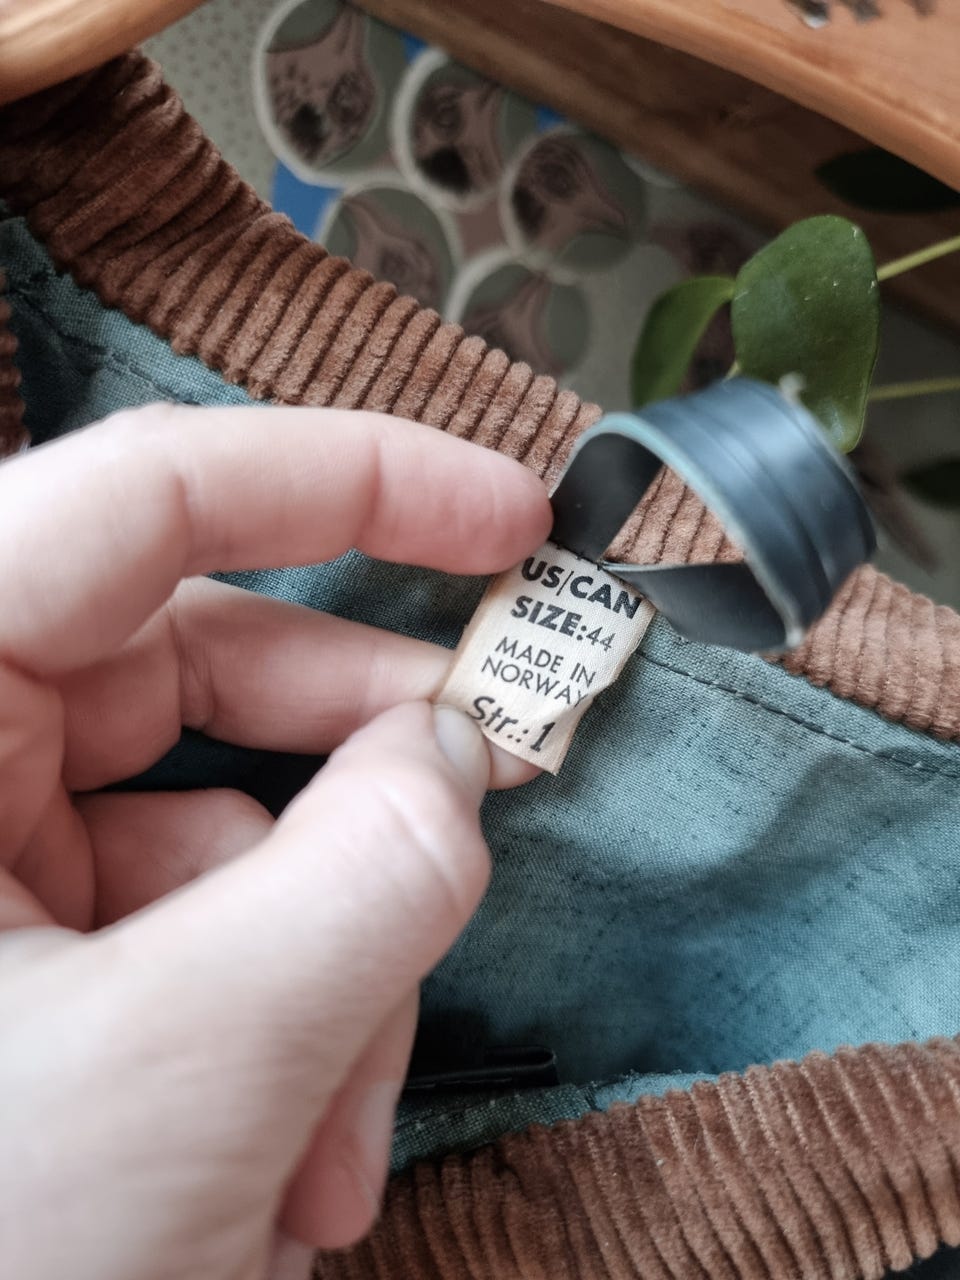 US|CAN
SIZE:44
MADE IN
NORWAY
Str.: 1